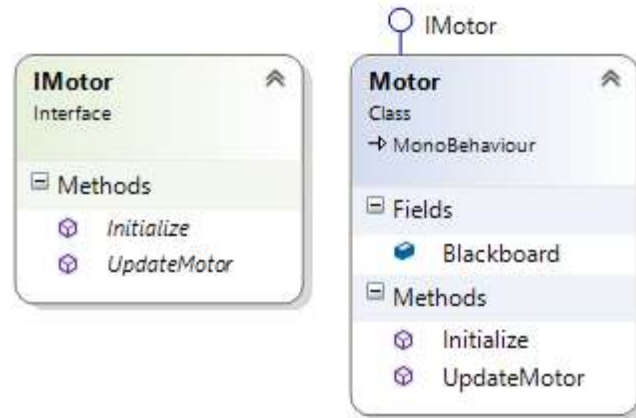 IMotor
Interface
Methods
Initialize
UpdateMotor
IMotor
Motor
Class
MonoBehaviour
Fields
Blackboard
Methods
Initialize
UpdateMotor